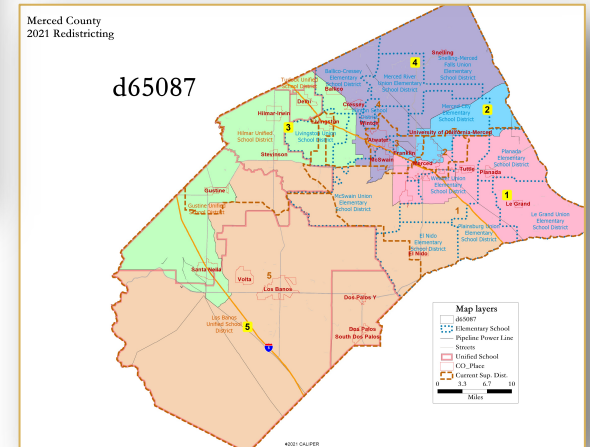 Merced County
2021 Redistricting
d65087
Snelling
Snelling-Merced
Falls Union
Elementary
School District
4
Ballico-Cressey
Elementary
School District
Merced River
Union Elementary
School District
Turlock Unified
School District
Ballico
Delhi
Cressey
Merced City
Elementary
School District
2
Hilmar-Irwin
3
Livingston
Winton
University of California-Merced
Hilmar Unified
School District
Livingston Union
School District
Atwater
Franklin
2
Planada
Elementary
School District
Stevinson
McSwain
Merced
Tuttle
Planada
Weaver Union
Elementary
School District
Gustine
McSwain Union
Elementary
School District
1
Le Grand
Gustine Unified
School District
1
Le Grand Union
Elementary
School District
Plainsburg Union
Elementary
School District
El Nido
Elementary
School District
El Nido
Santa Nella
Volta
5
Los Banos
Dos Palos Y
Los Banos
Unified School
District
5
Dos Palos
South Dos Palos
Map layers
d65087
Elementary School
Pipeline Power Line
Streets
Unified School
CO_Place
Current Sup. Dist.
0 3.3 6.7 10
Miles
©2021 CALIPER